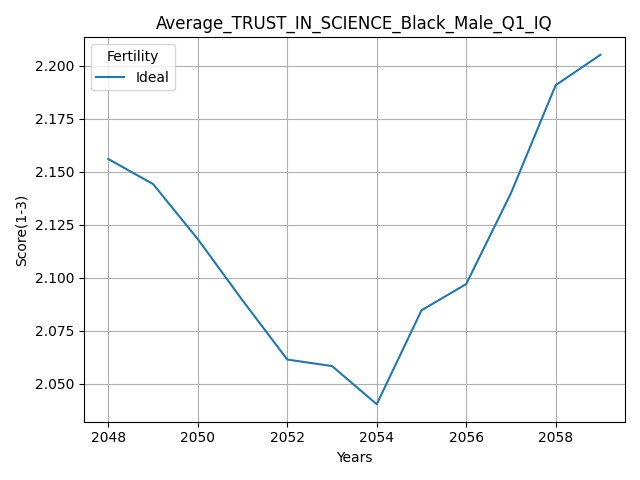 Average_TRUST_IN_SCIENCE_Black_Male_Q1_IQ
Fertility
Ideal
Score(1-3)
2.200
2.175
2.150
2.125
2.100
2.075
2.050
2048 2050 2052 2054 2056 2058
Years